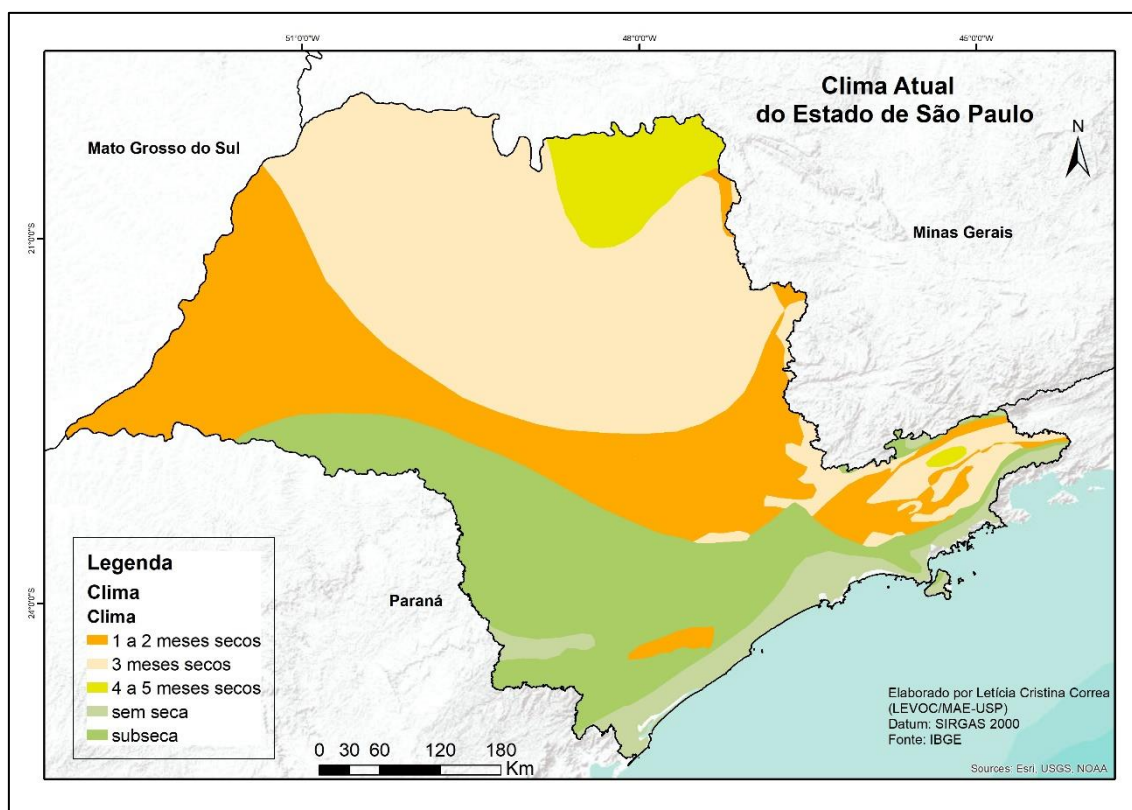 51°0'0"S
48°0'0"O
45°0'0"S
Clima Atual
do Estado de São Paulo
N
Mato Grosso do Sul
Minas Gerais
21°0'0"S
24°0'0"S
Paraná
Legenda
Clima
Clima
1 a 2 meses secos
3 meses secos
4 a 5 meses secos
sem seca
subseca
0 30 60 120 180
Km
Elaborado por Letícia Cristina Correa
(LEVOC/MAE-USP)
Datum: SIRGAS 2000
Fonte: IBGE
Sources: Esri, USGS, NOAA